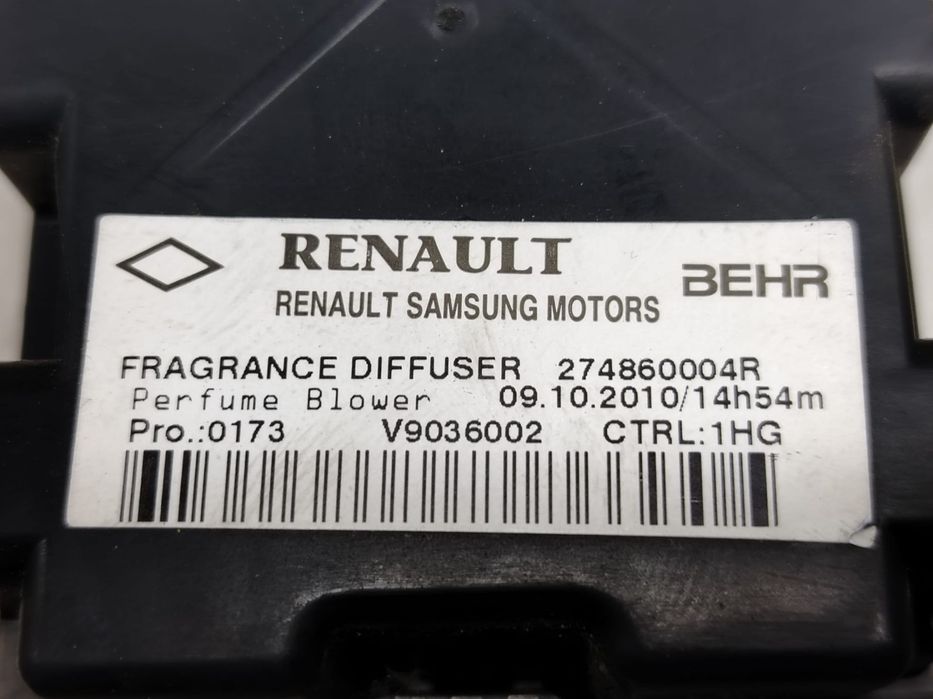 RENAULT BEHR
RENAULT SAMSUNG MOTORS
FRAGRANCE DIFFUSER 274860004R
Perfume Blower 09.10.2010/14h54m
Pro.:0173 V9036002 CTRL:1HG